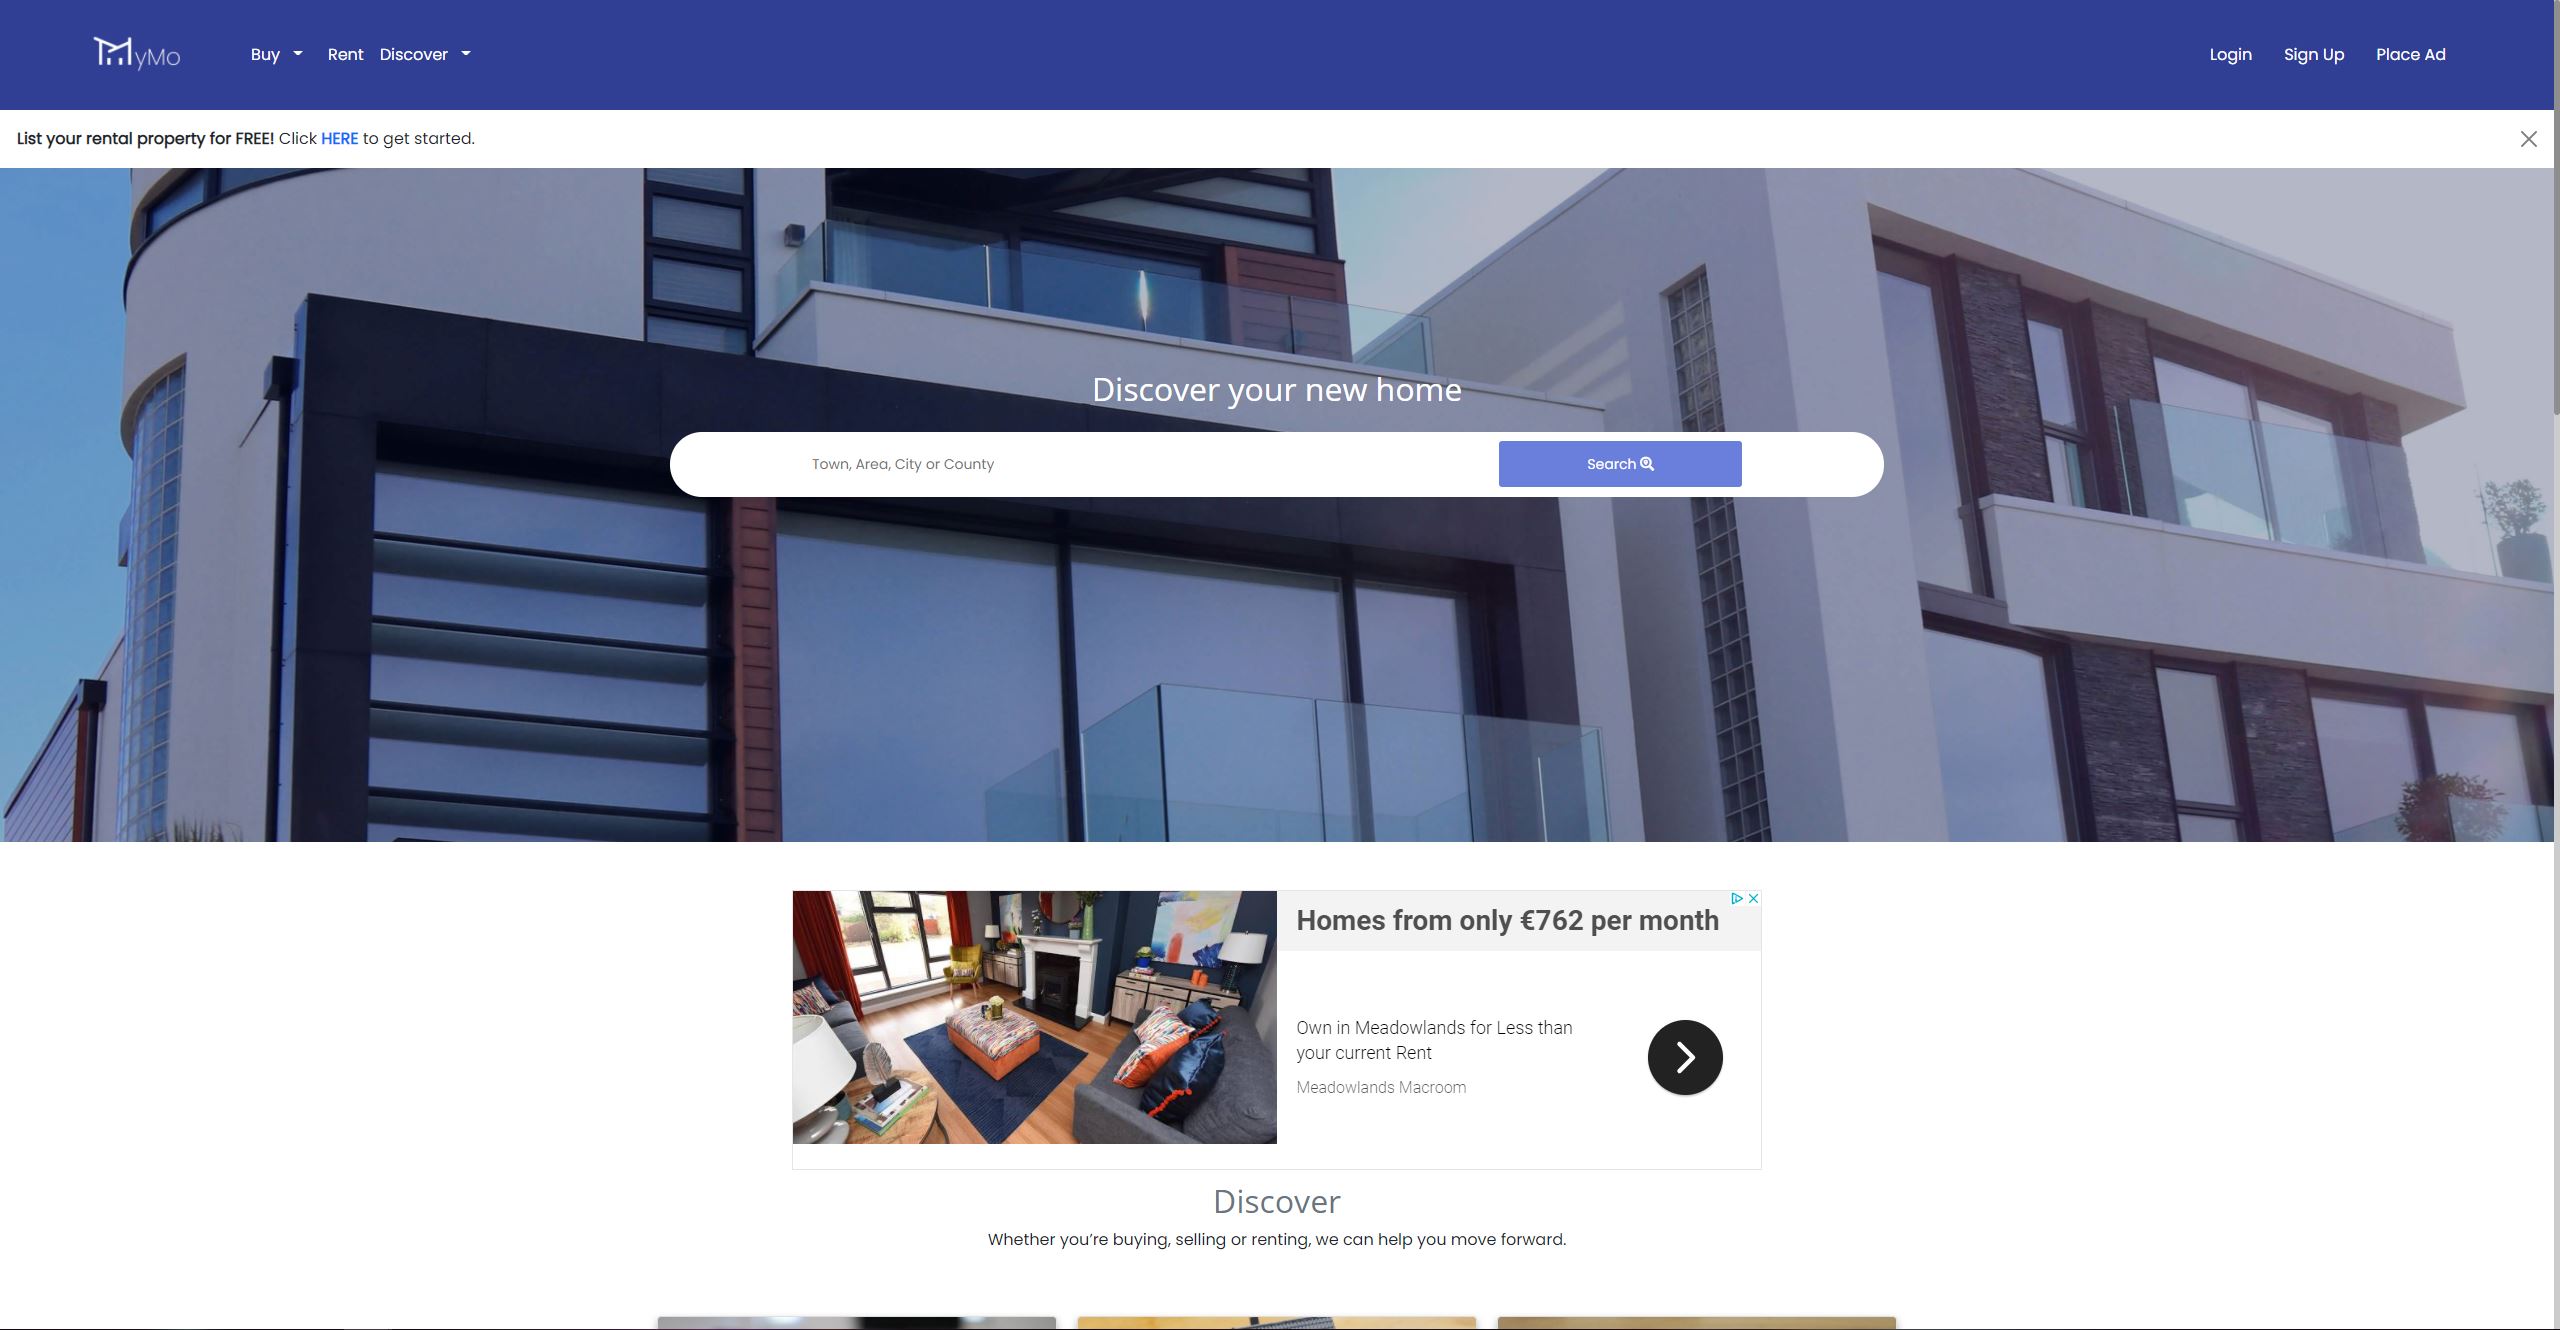 MyMo
Buy Rent Discover Login Sign Up Place Ad
List your rental property for FREE! Click HERE to get started.
Discover your new home
Town, Area, City or County
Search
Homes from only €762 per month
Own in Meadowlands for Less than
your current Rent
Meadowlands Macroom
Discover
Whether you’re buying, selling or renting, we can help you move forward.